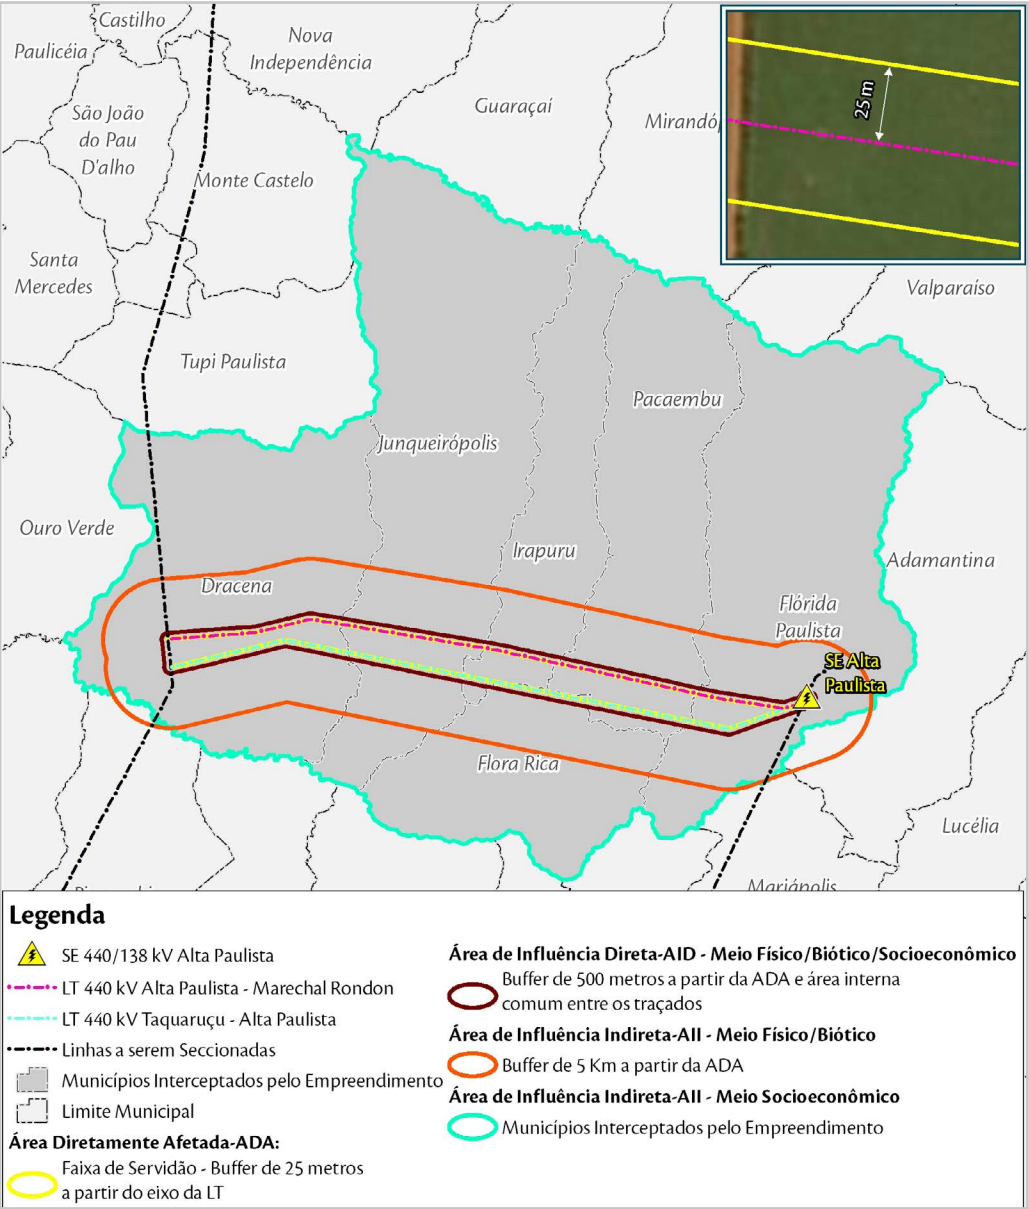 Castilho
Paulicéia
Nova
Independência
Guaraçaí
São João
do Pau
D'alho
25 m
Monte Castelo
Santa
Mercedes
Valparaíso
Tupi Paulista
Pacaembu
Junqueirópolis
Ouro Verde
Irapuru
Adamantina
Dracena
Flórida
Paulista
SE Alta
Paulista
Flora Rica
Lucélia
Mariápolis
Legenda
SE 440/138 kV Alta Paulista
LT 440 kV Alta Paulista - Marechal Rondon
LT 440 kV Taquaruçu - Alta Paulista
Linhas a serem Seccionadas
Municípios Interceptados pelo Empreendimento
Limite Municipal
Área Diretamente Afetada-ADA:
Faixa de Servidão - Buffer de 25 metros
a partir do eixo da LT
Área de Influência Direta-AID - Meio Físico/Biótico/Socioeconômico
Buffer de 500 metros a partir da ADA e área interna
comum entre os traçados
Área de Influência Indireta-AII - Meio Físico/Biótico
Buffer de 5 Km a partir da ADA
Área de Influência Indireta-AII - Meio Socioeconômico
Municípios Interceptados pelo Empreendimento